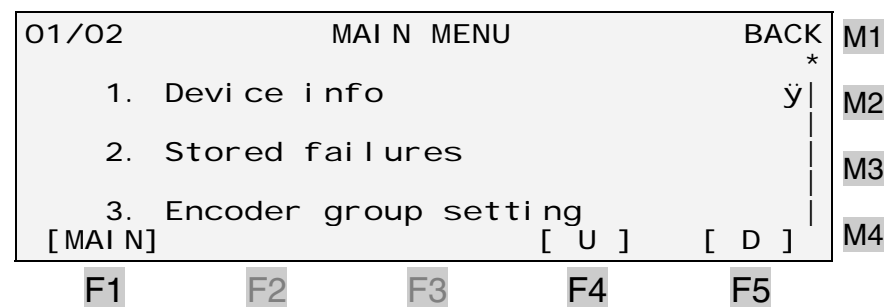 01/02 MAIN MENU BACK M1
*
1. Device info ÿ| M2
|
2. Stored failures | M3
|
3. Encoder group setting |
[MAIN] [ U ] [ D ] M4
F1 F2 F3 F4 F5